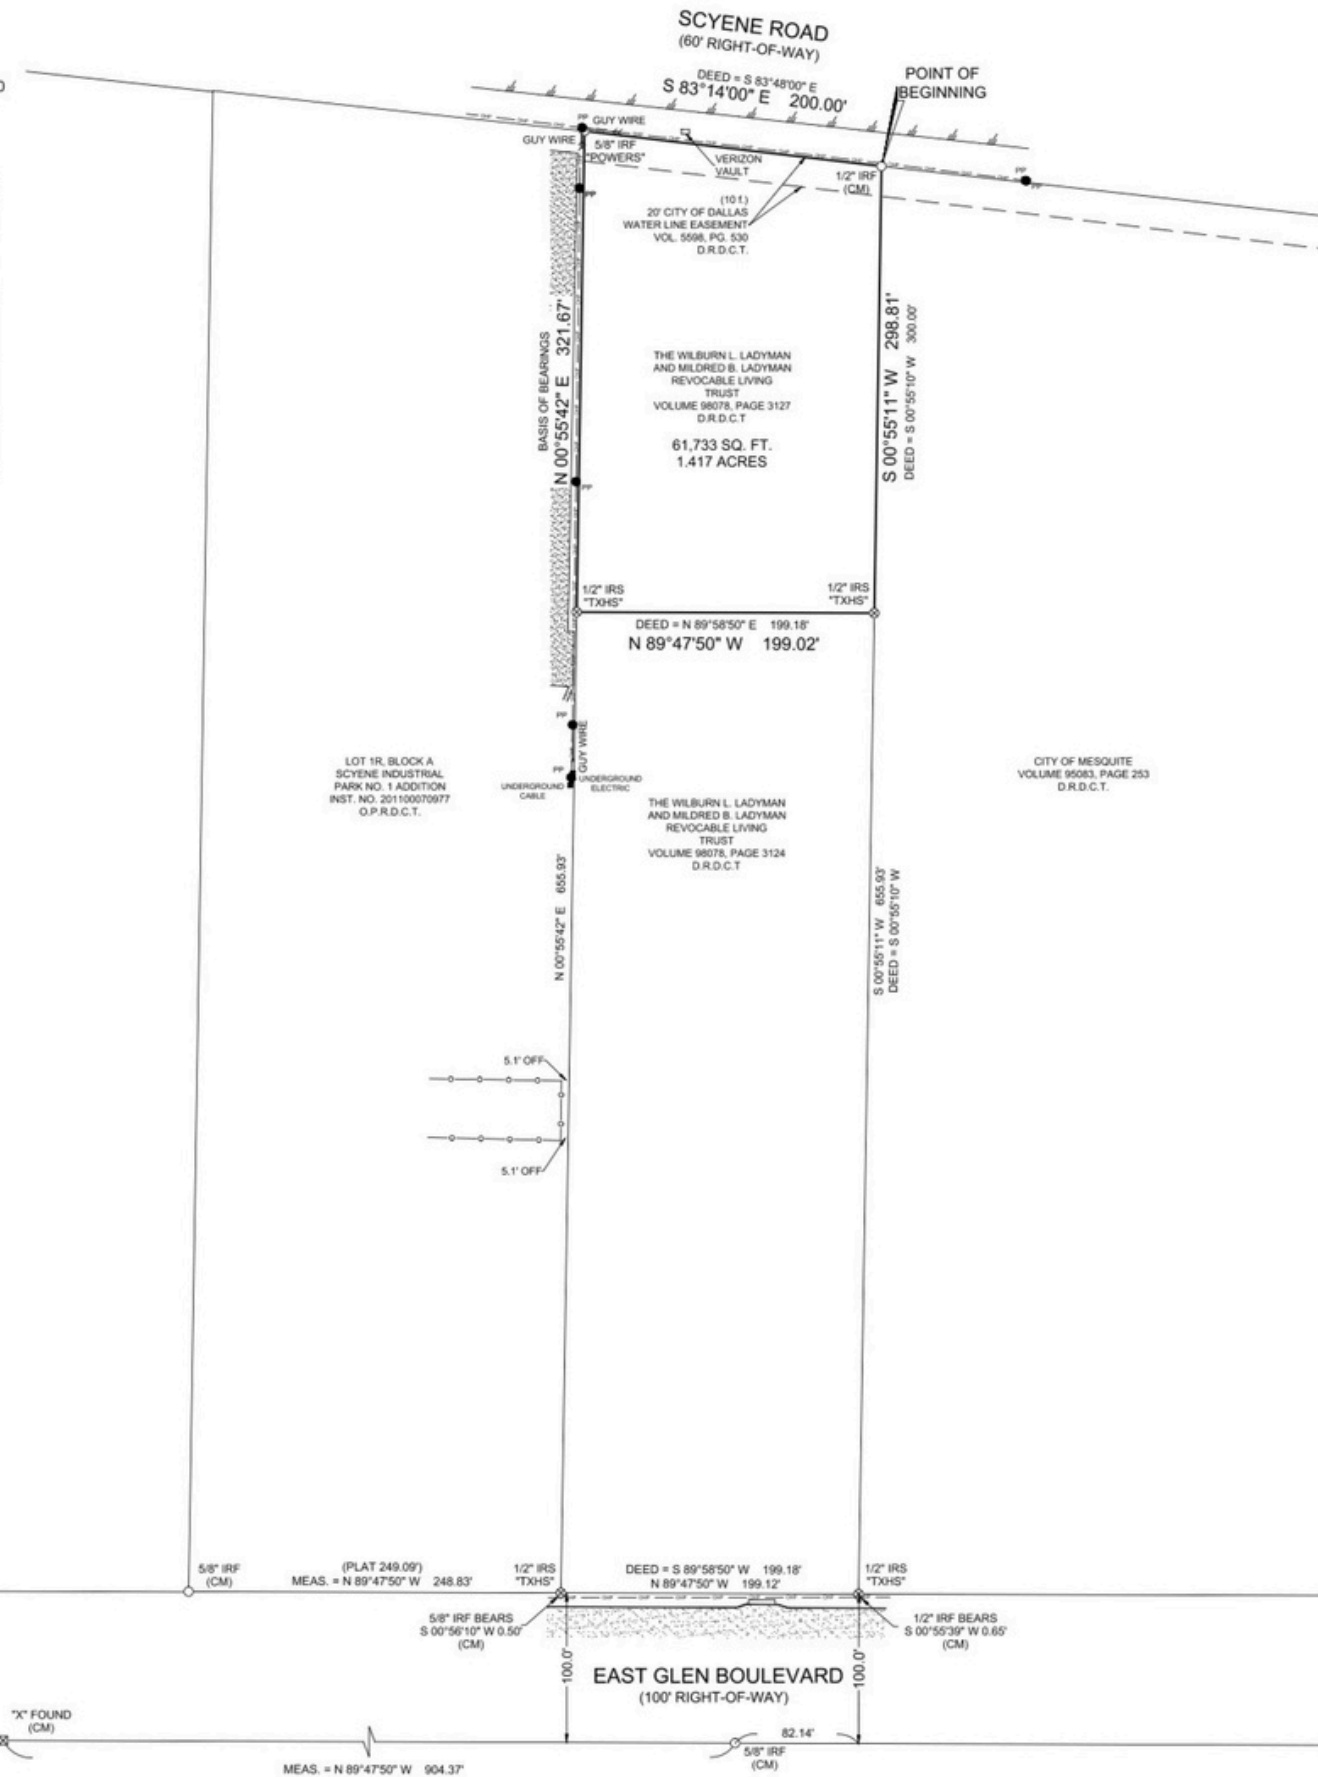 SCYENE ROAD
(60' RIGHT-OF-WAY)
DEED = S 83°48'00" E
S 83°14'00" E 200.00'
POINT OF
BEGINNING
PP
GUY WIRE
GUY WIRE
5/8" IRF
"POWERS"
VERIZON
VAULT
1/2" IRF
(CM)
PP
PP
PP
(10 f.)
20' CITY OF DALLAS
WATER LINE EASEMENT
VOL. 5598, PG. 530
D.R.D.C.T.
BASIS OF BEARINGS
N 00°55'42" E 321.67'
S 00°55'11" W 298.81'
DEED = S 00°55'10" W 300.00'
THE WILBURN L. LADYMAN
AND MILDRED B. LADYMAN
REVOCABLE LIVING
TRUST
VOLUME 98078, PAGE 3127
D.R.D.C.T
61,733 SQ. FT.
1.417 ACRES
PP
1/2" IRS
"TXHS"
1/2" IRS
"TXHS"
DEED = N 89°58'50" E 199.18'
N 89°47'50" W 199.02'
PP
GUY WIRE
PP
UNDERGROUND
CABLE
UNDERGROUND
ELECTRIC
LOT 1R, BLOCK A
SCYENE INDUSTRIAL
PARK NO. 1 ADDITION
INST. NO. 201100070977
O.P.R.D.C.T.
THE WILBURN L. LADYMAN
AND MILDRED B. LADYMAN
REVOCABLE LIVING
TRUST
VOLUME 98078, PAGE 3124
D.R.D.C.T
CITY OF MESQUITE
VOLUME 95083, PAGE 253
D.R.D.C.T.
N 00°55'42" E 655.93'
S 00°55'11" W 655.93'
DEED = S 00°55'10" W
5.1' OFF
5.1' OFF
5/8" IRF
(CM)
(PLAT 249.09')
MEAS. = N 89°47'50" W 248.83'
1/2" IRS
"TXHS"
DEED = S 89°58'50" W 199.18'
N 89°47'50" W 199.12'
1/2" IRS
"TXHS"
5/8" IRF BEARS
S 00°56'10" W 0.50'
(CM)
1/2" IRF BEARS
S 00°55'39" W 0.65'
(CM)
100.0'
EAST GLEN BOULEVARD
(100' RIGHT-OF-WAY)
100.0'
"X" FOUND
(CM)
82.14'
5/8" IRF
(CM)
MEAS. = N 89°47'50" W 904.37'